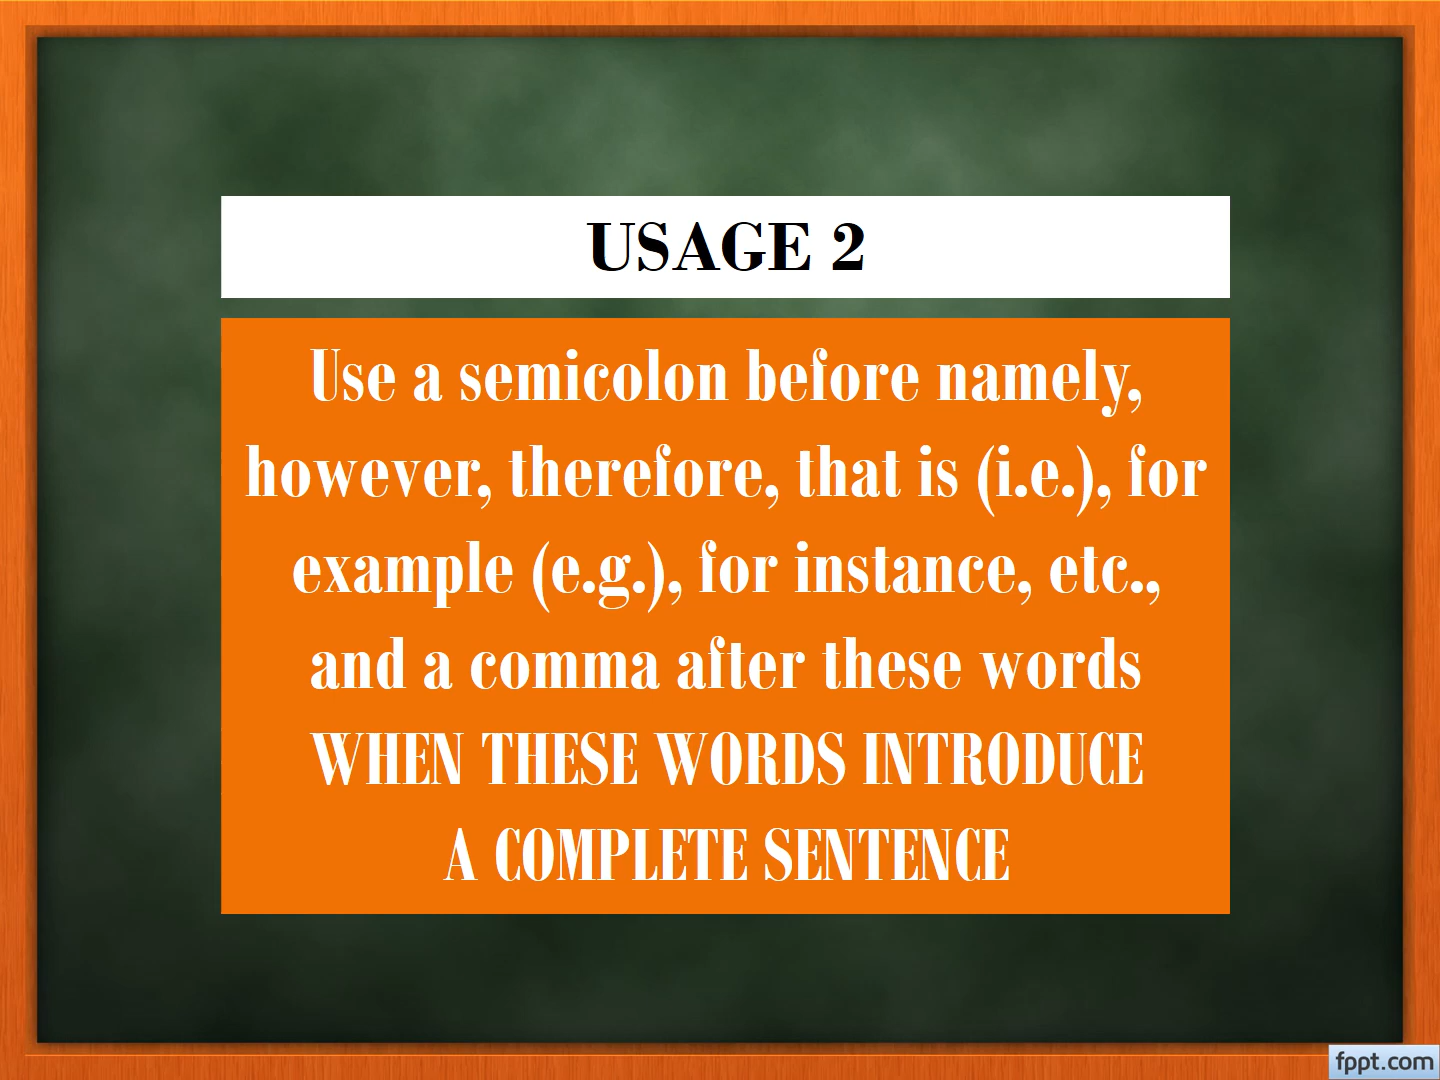 USAGE 2
Use a semicolon before namely,
however, therefore, that is (i.e.), for
example (e.g.), for instance, etc.,
and a comma after these words
WHEN THESE WORDS INTRODUCE
A COMPLETE SENTENCE
fppt.com